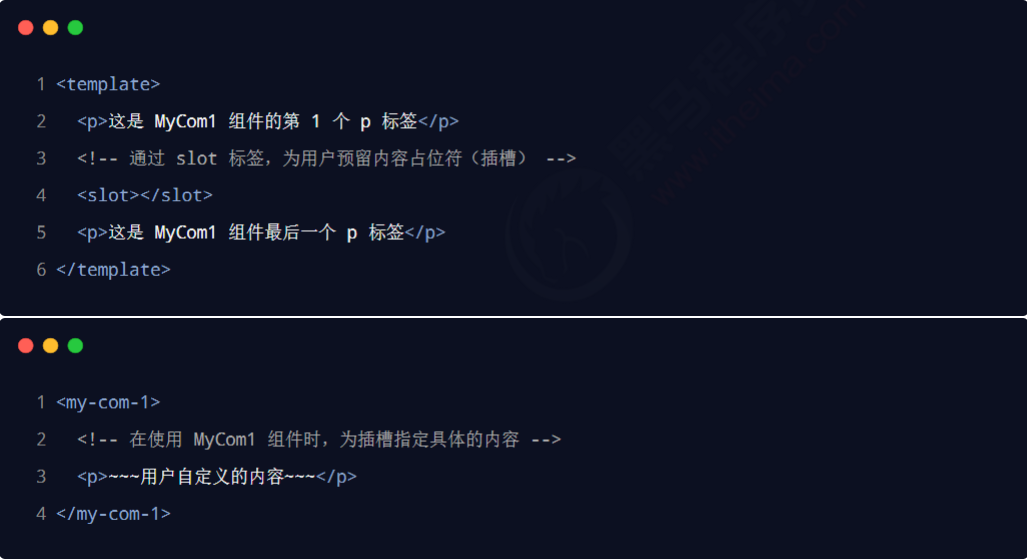 1 <template>
2 <p>这是 MyCom1 组件的第 1 个 p 标签</p>
3 <!-- 通过 slot 标签，为用户预留内容占位符（插槽） -->
4 <slot></slot>
5 <p>这是 MyCom1 组件最后一个 p 标签</p>
6 </template>
1 <my-com-1>
2 <!-- 在使用 MyCom1 组件时，为插槽指定具体的内容 -->
3 <p>~~~用户自定义的内容~~~</p>
4 </my-com-1>